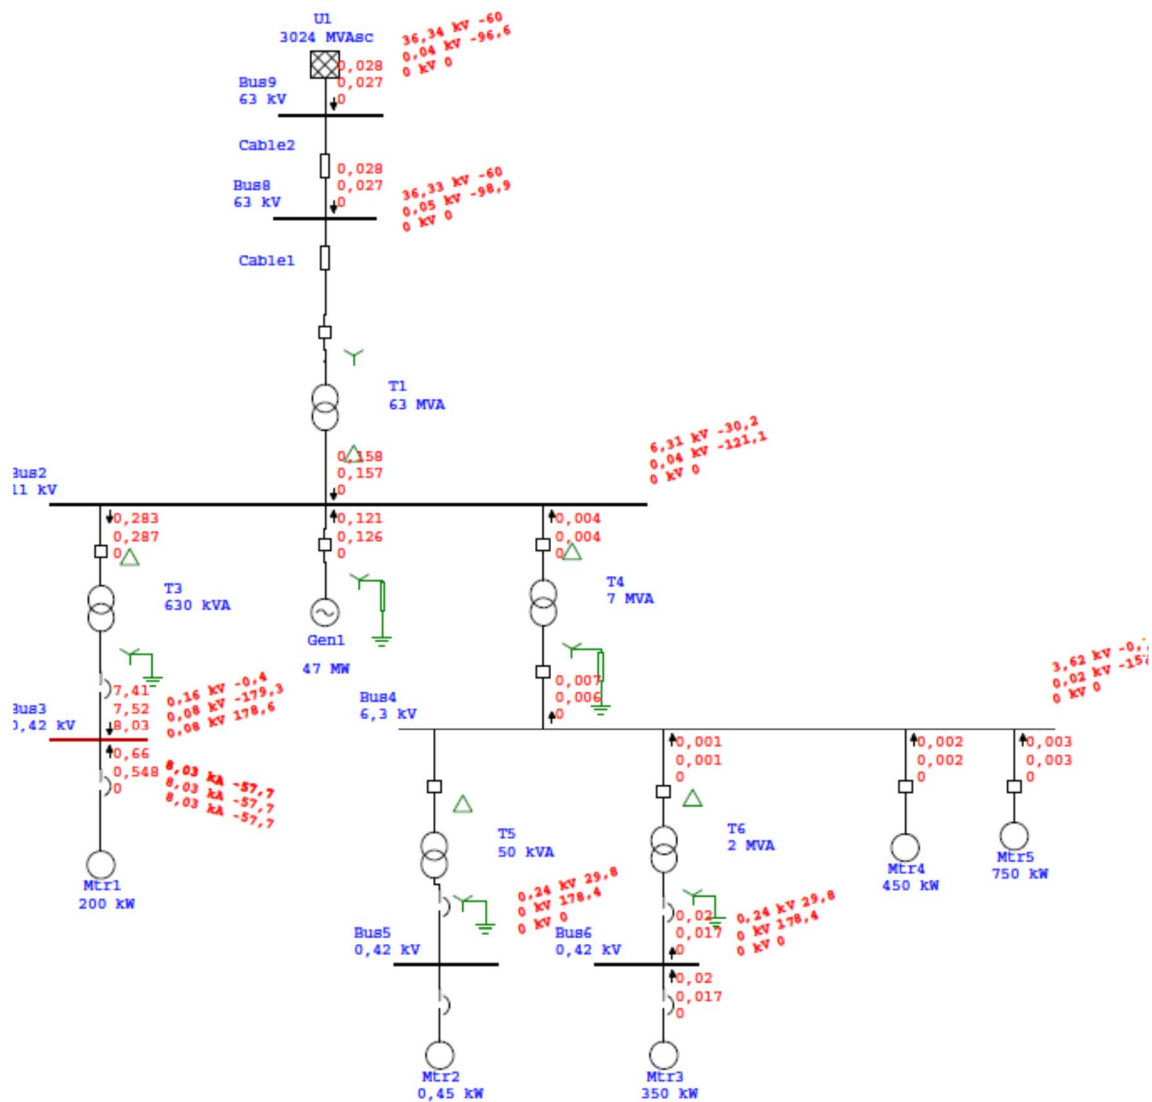 U1
3024 MVAsc
36,34 kV -60
0,04 kV -96,6
0 kV 0
0,028
0,027
0
Bus9
63 kV
Cable2
0,028
0,027
0
Bus8
63 kV
36,33 kV -60
0,05 kV -98,9
0 kV 0
Cable1
T1
63 MVA
6,31 kV -30,2
0,04 kV -121,1
0 kV 0
0,158
0,157
0
Bus2
11 kV
0,283
0,287
0
0,121
0,126
0
0,004
0,004
0
T3
630 kVA
T4
7 MVA
Gen1
47 MW
3,62 kV
0,02 kV
0 kV 0
0,007
0,006
0
Bus4
6,3 kV
7,41
7,52
8,03
0,16 kV -0,4
0,08 kV -179,3
0,08 kV 178,6
Bus3
0,42 kV
0,66
0,548
0
8,03 kA -57,7
8,03 kA -57,7
8,03 kA -57,7
0,001
0,001
0
0,002
0,002
0
0,003
0,003
0
T5
50 kVA
T6
2 MVA
Mtr1
200 kW
Mtr4
450 kW
Mtr5
750 kW
0,24 kV 29,8
0 kV 178,4
0 kV 0
0,02
0,017
0
0,24 kV 29,8
0 kV 178,4
0 kV 0
Bus5
0,42 kV
Bus6
0,42 kV
0,02
0,017
0
Mtr2
0,45 kW
Mtr3
350 kW